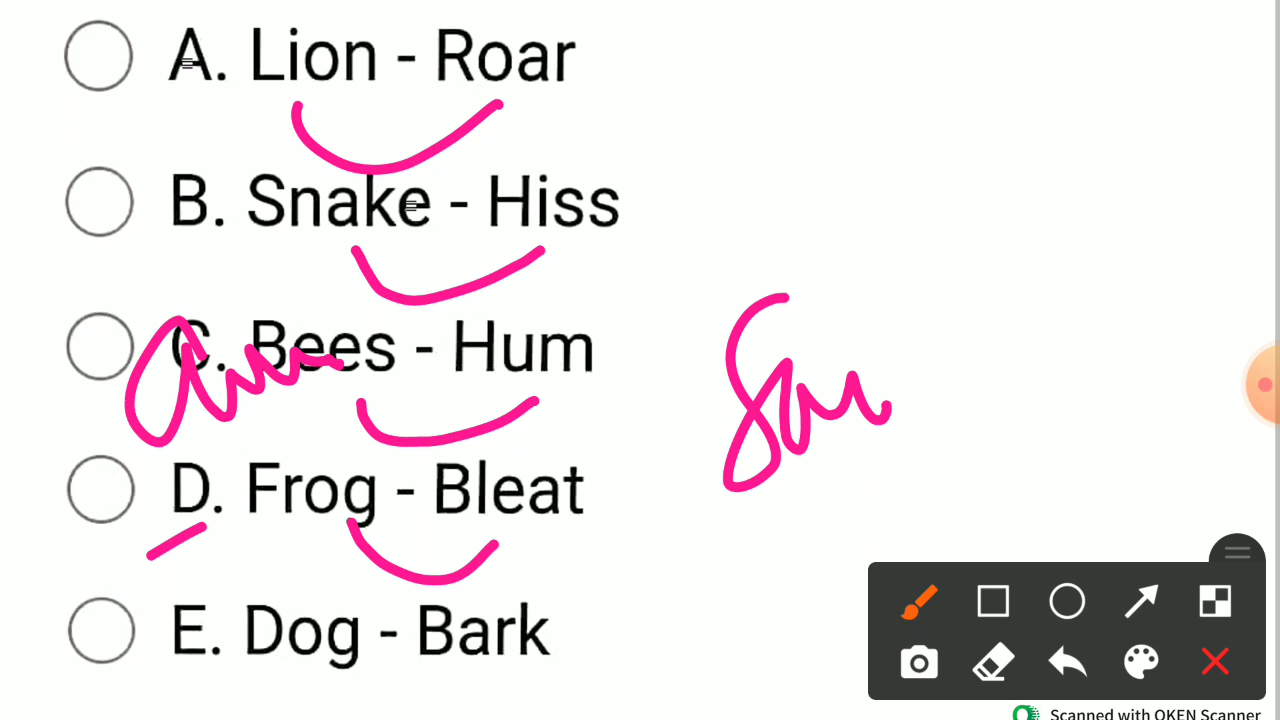 A. Lion - Roar
B. Snake - Hiss
C. Bees - Hum
D. Frog - Bleat
E. Dog - Bark
Scanned with OKEN Scanner